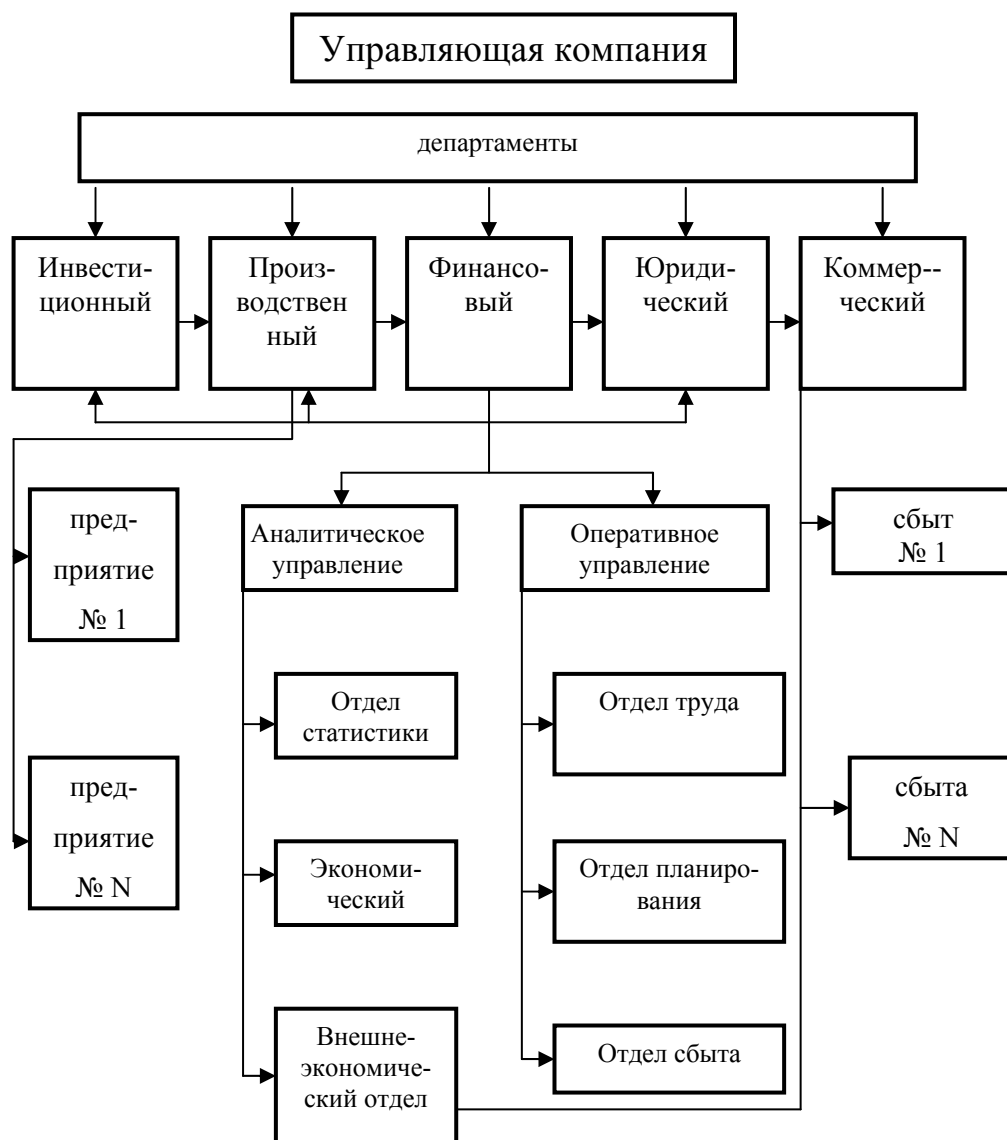 Управляющая компания
департаменты
Инвести-
ционный
Произ-
водствен
ный
Финансо-
вый
Юриди-
ческий
Коммер--
ческий
пред-
приятие
№ 1
Аналитическое
управление
Оперативное
управление
сбыт
№ 1
Отдел
статистики
Отдел труда
пред-
приятие
№ N
сбыта
№ N
Экономи-
ческий
Отдел планиро-
вания
Внешне-
экономиче-
ский отдел
Отдел сбыта